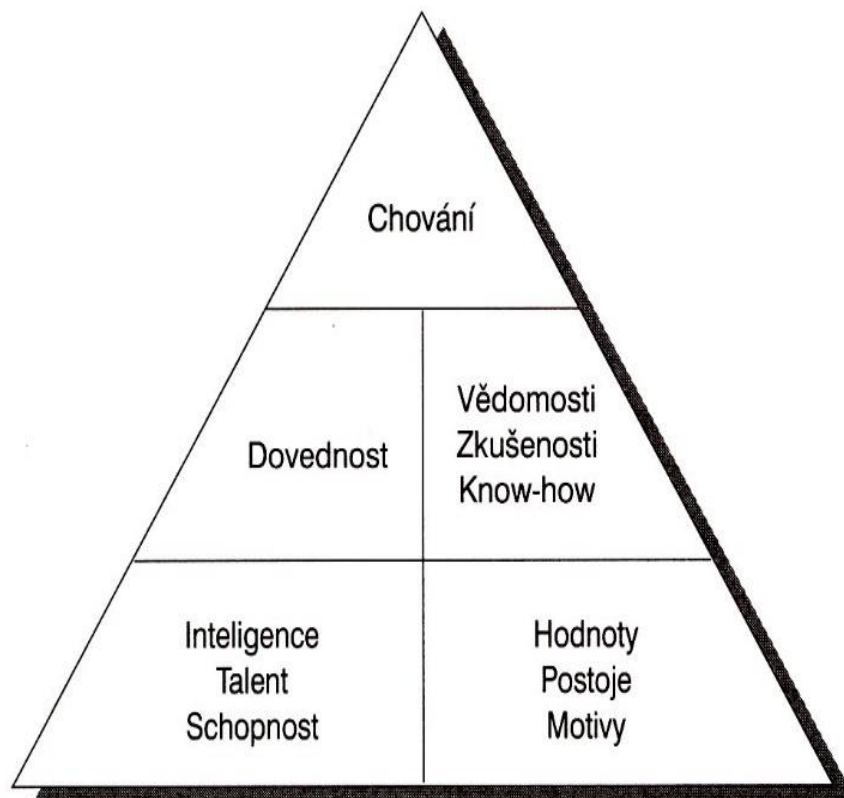 Chování
Dovednost
Vědomosti
Zkušenosti
Know-how
Inteligence
Talent
Schopnost
Hodnoty
Postoje
Motivy